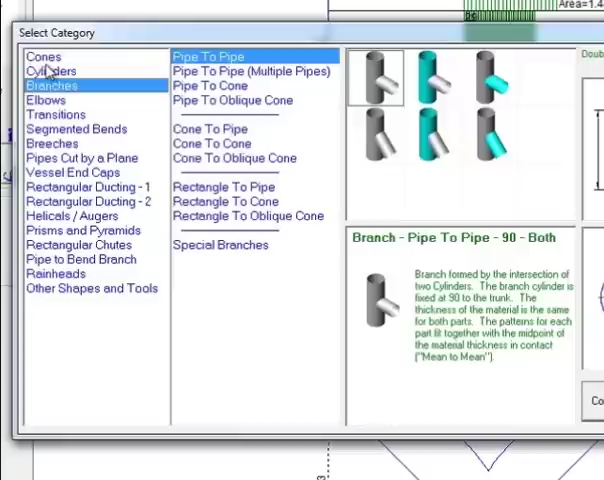 Area=1.4
Select Category
Cones
Cylinders
Branches
Elbows
Transitions
Segmented Bends
Breeches
Pipes Cut by a Plane
Vessel End Caps
Rectangular Ducting - 1
Rectangular Ducting - 2
Helicals / Augers
Prisms and Pyramids
Rectangular Chutes
Pipe to Bend Branch
Rainheads
Other Shapes and Tools
Pipe To Pipe
Pipe To Pipe (Multiple Pipes)
Pipe To Cone
Pipe To Oblique Cone
Cone To Pipe
Cone To Cone
Cone To Oblique Cone
Rectangle To Pipe
Rectangle To Cone
Rectangle To Oblique Cone
Special Branches
Doub
Branch - Pipe To Pipe - 90 - Both
Branch formed by the intersection of
two Cylinders. The branch cylinder is
fixed at 90 to the trunk. The
thickness of the material is the same
for both parts. The patterns for each
part fit together with the midpoint of
the material thickness in contact
("Mean to Mean").
Co